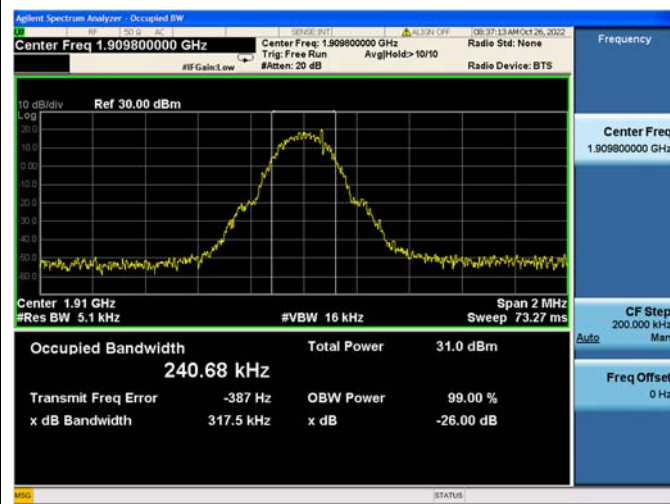 Agilent Spectrum Analyzer - Occupied BW
RF 50 Ω AC SENSE:INT ALIGN OFF 08:37:13 AM Oct 26, 2022
Center Freq 1.909800000 GHz
Center Freq: 1.909800000 GHz
Radio Std: None
Trig: Free Run Avg|Hold:> 10/10
#IFGain:Low #Atten: 20 dB Radio Device: BTS
Frequency
10 dB/div Ref 30.00 dBm
Log
20.0
10.0
0.00
-10.0
-20.0
-30.0
-40.0
-50.0
-60.0
Center 1.91 GHz Span 2 MHz
#Res BW 5.1 kHz #VBW 16 kHz Sweep 73.27 ms
Occupied Bandwidth Total Power 31.0 dBm
240.68 kHz
Transmit Freq Error -387 Hz OBW Power 99.00 %
x dB Bandwidth 317.5 kHz x dB -26.00 dB
Center Freq
1.909800000 GHz
CF Step
200.000 kHz
Auto Man
Freq Offset
0 Hz
MSG STATUS